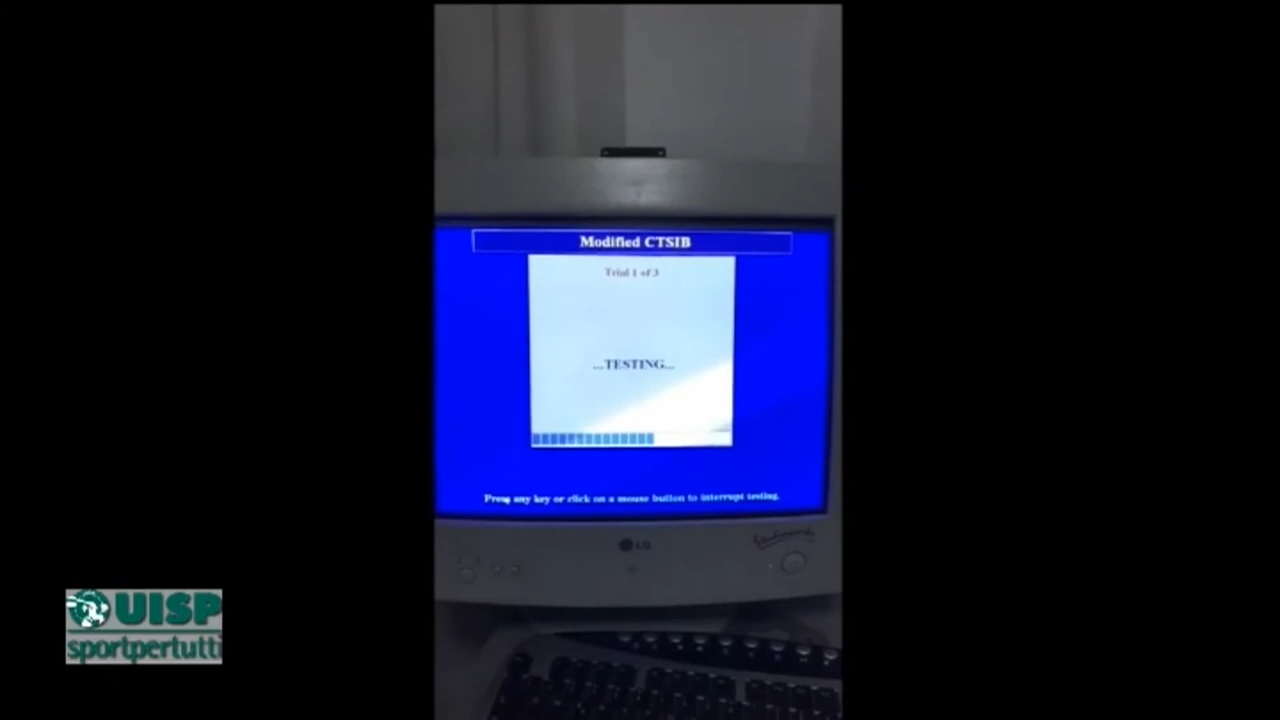 Modified CTSIB
Trial 1 of 3
...TESTING...
Press any key or click on a mouse button to interrupt testing.
LG
UISP
sportpertutti